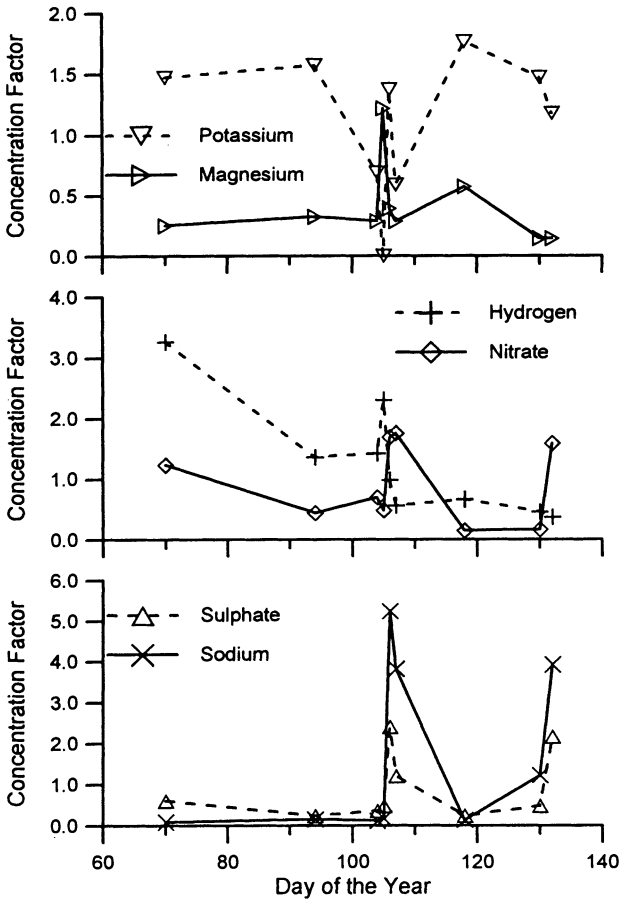 2.0
1.5
1.0
0.5
0.0
Concentration Factor
Potassium
Magnesium
4.0
3.0
2.0
1.0
0.0
Concentration Factor
Hydrogen
Nitrate
6.0
5.0
4.0
3.0
2.0
1.0
0.0
Concentration Factor
Sulphate
Sodium
60 80 100 120 140
Day of the Year